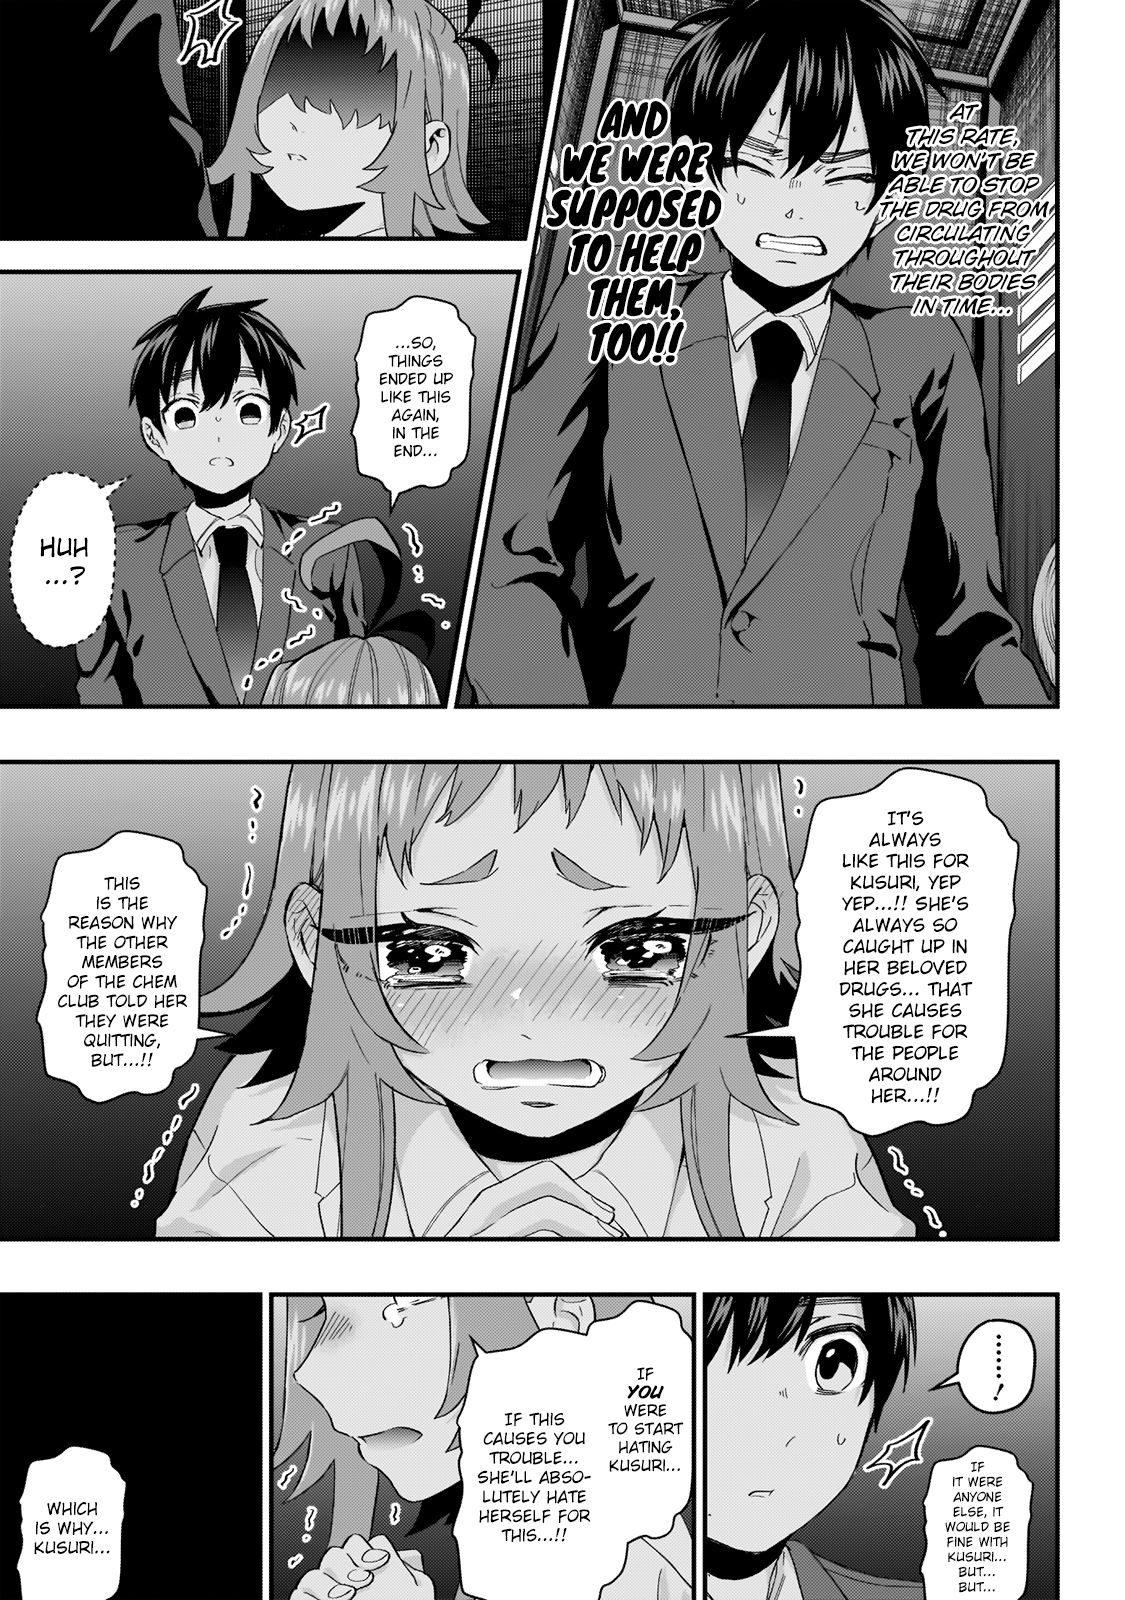 AT
THIS RATE,
WE WON'T BE
ABLE TO STOP
THE DRUG FROM
CIRCULATING
THROUGHOUT
THEIR BODIES
IN TIME...
AND
WE WERE
SUPPOSED
TO HELP
THEM,
TOO!!
...SO,
THINGS
ENDED UP
LIKE THIS
AGAIN,
IN THE
END...
HUH
...?
IT'S
ALWAYS
LIKE THIS FOR
KUSURI, YEP
YEP...!! SHE'S
ALWAYS SO
CAUGHT UP IN
HER BELOVED
DRUGS... THAT
SHE CAUSES
TROUBLE FOR
THE PEOPLE
AROUND
HER...!!
THIS
IS THE
REASON WHY
THE OTHER
MEMBERS
OF THE CHEM
CLUB TOLD HER
THEY WERE
QUITTING,
BUT...!!
......!
IF
IT WERE
ANYONE
ELSE, IT
WOULD BE
FINE WITH
KUSURI...
BUT...
BUT...
IF
YOU
WERE
TO START
HATING
KUSURI...
IF THIS
CAUSES YOU
TROUBLE...
SHE'LL ABSO-
LUTELY HATE
HERSELF FOR
THIS...!!
WHICH
IS WHY...
KUSURI...